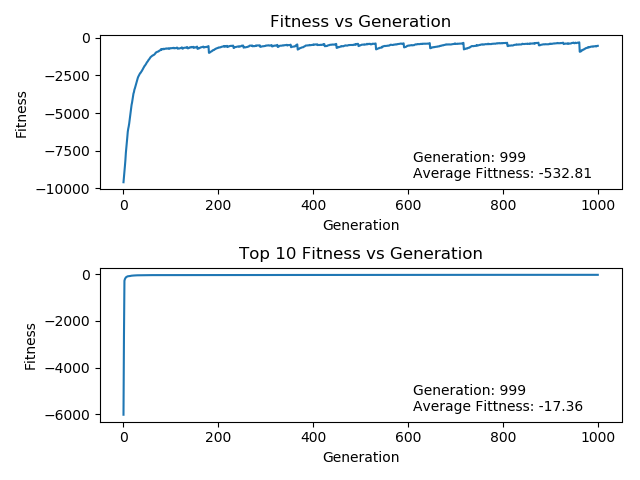 Fitness vs Generation
0
−2500
−5000
−7500
−10000
Fitness
0 200 400 600 800 1000
Generation
Generation: 999
Average Fittness: -532.81
Top 10 Fitness vs Generation
0
−2000
−4000
−6000
Fitness
0 200 400 600 800 1000
Generation
Generation: 999
Average Fittness: -17.36